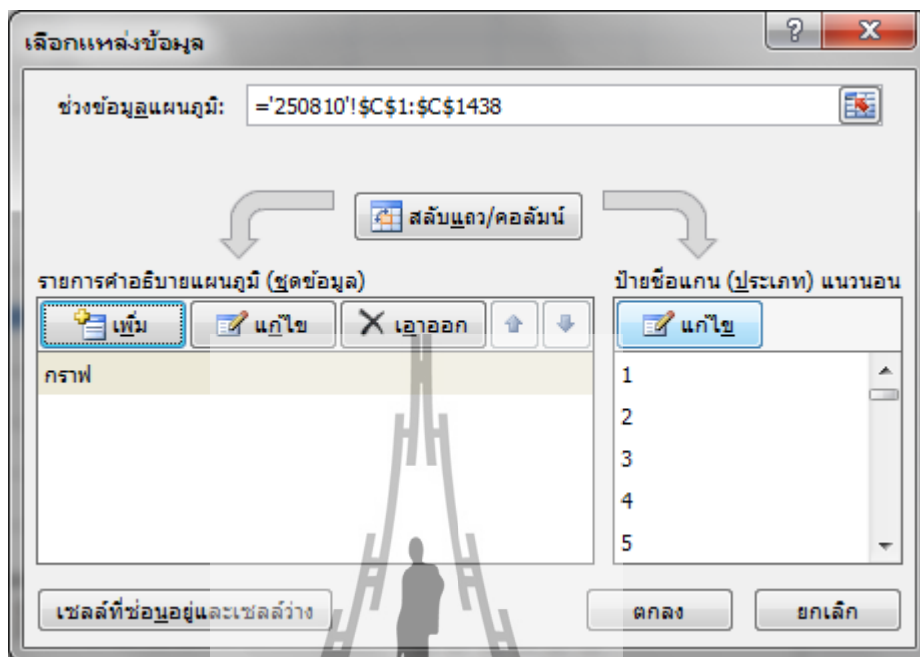 เลือกแหล่งข้อมูล
ช่วงข้อมูลแผนภูมิ: ='250810'!$C$1:$C$1438
สลับแถว/คอลัมน์
รายการคำอธิบายแผนภูมิ (ชุดข้อมูล)
ป้ายชื่อแกน (ประเภท) แนวนอน
เพิ่ม แก้ไข เอาออก
แก้ไข
กราฟ
1
2
3
4
5
เซลล์ที่ซ่อนอยู่และเซลล์ว่าง
ตกลง ยกเลิก